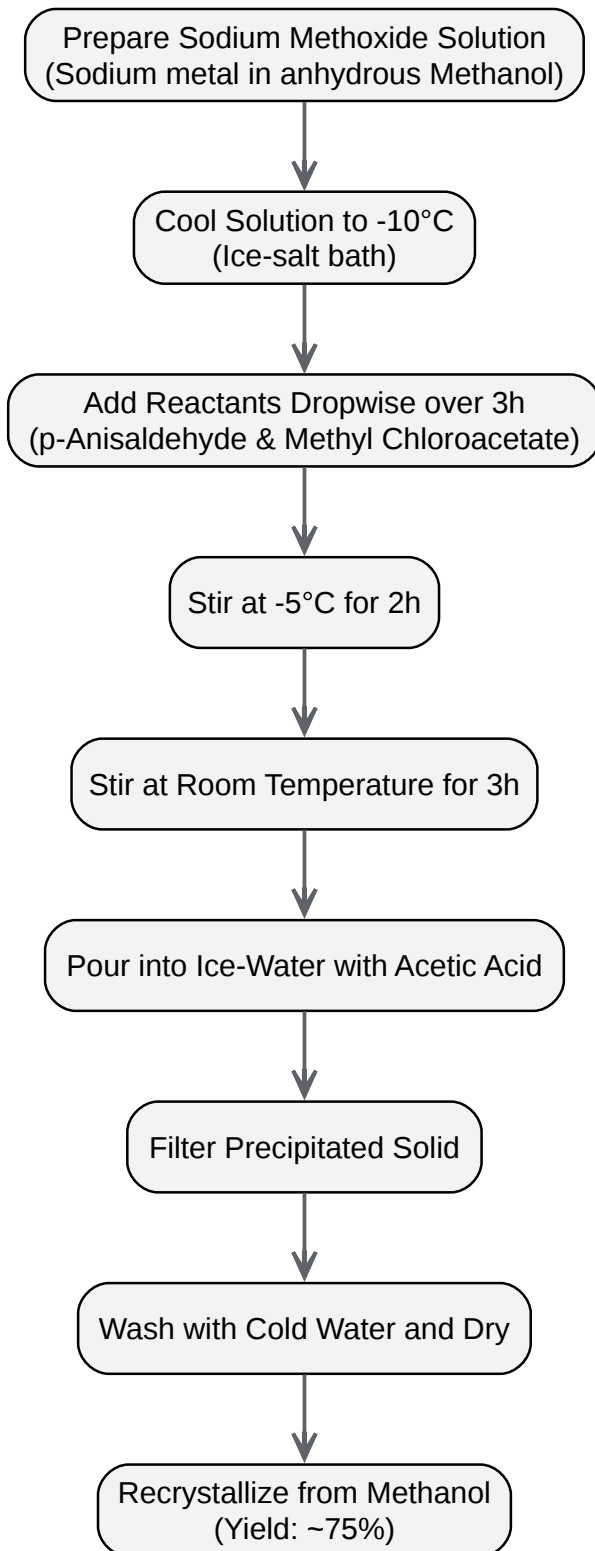 Prepare Sodium Methoxide Solution
(Sodium metal in anhydrous Methanol)
Cool Solution to -10°C
(Ice-salt bath)
Add Reactants Dropwise over 3h
(p-Anisaldehyde & Methyl Chloroacetate)
Stir at -5°C for 2h
Stir at Room Temperature for 3h
Pour into Ice-Water with Acetic Acid
Filter Precipitated Solid
Wash with Cold Water and Dry
Recrystallize from Methanol
(Yield: ~75%)